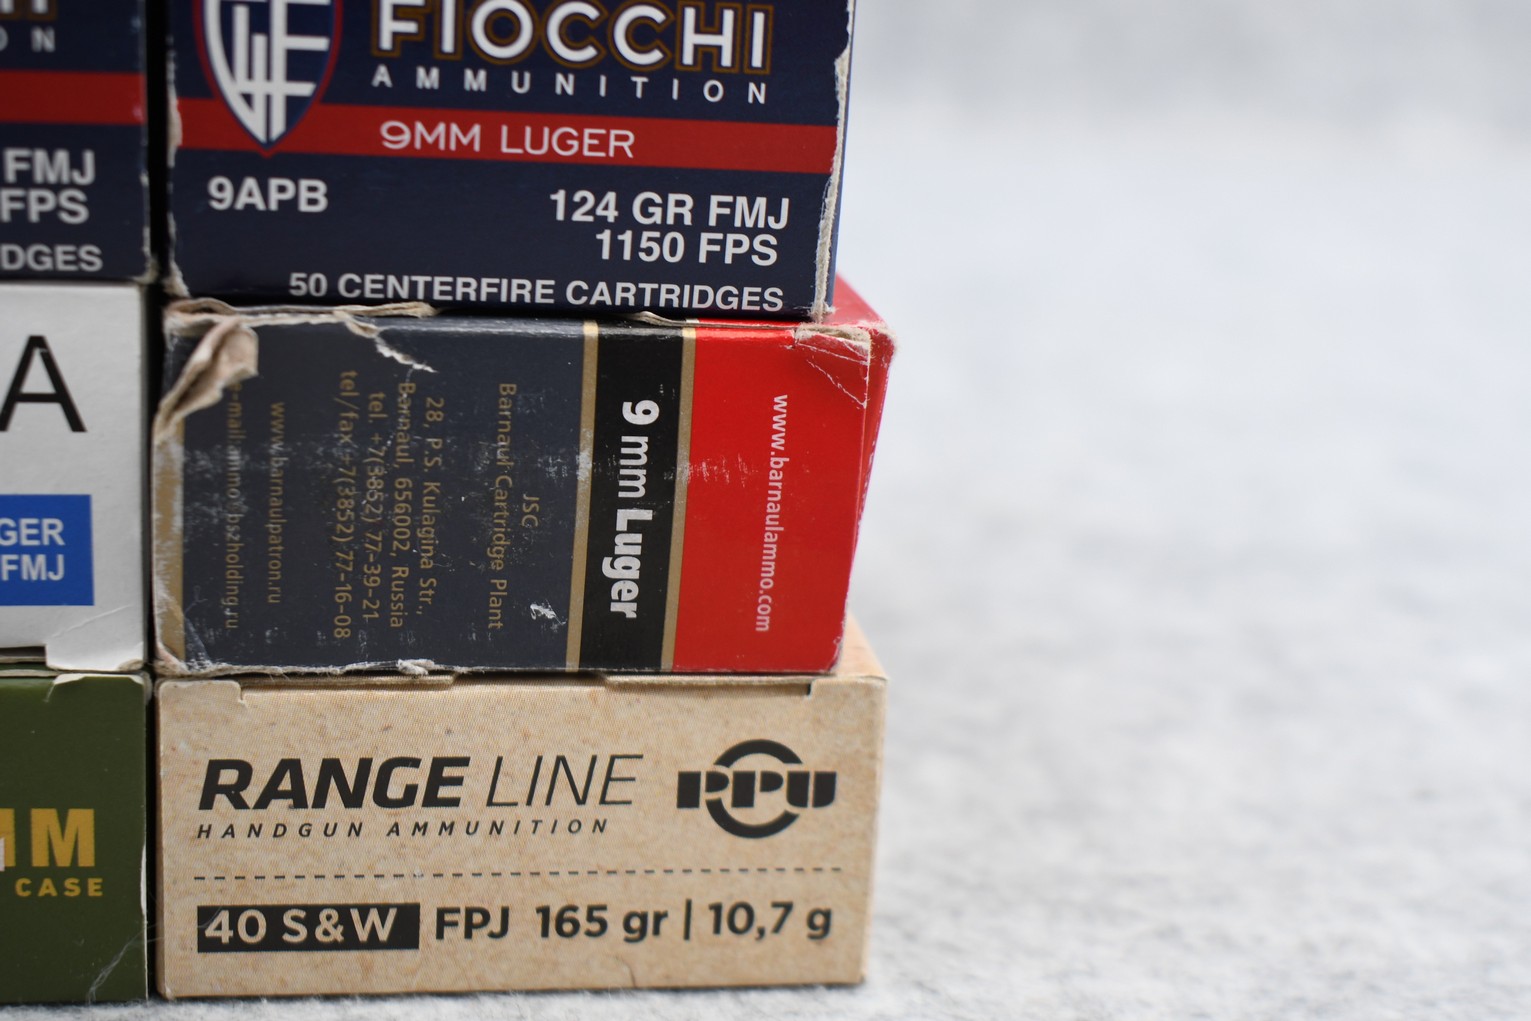 FIOCCHI
AMMUNITION
9MM LUGER
9APB
124 GR FMJ
1150 FPS
50 CENTERFIRE CARTRIDGES
O N
FMJ
FPS
DGES
A
GER
FMJ
www.barnaulammo.com
9 mm Luger
JSC
Barnaul Cartridge Plant
28, P.S. Kulagina Str.,
Barnaul, 656002, Russia
tel. +7(3852) 77-39-21
tel/fax +7(3852) 77-16-08
www.barnaulpatron.ru
M
CASE
RANGE LINE
HANDGUN AMMUNITION
PPU
40 S&W FPJ 165 gr | 10,7 g